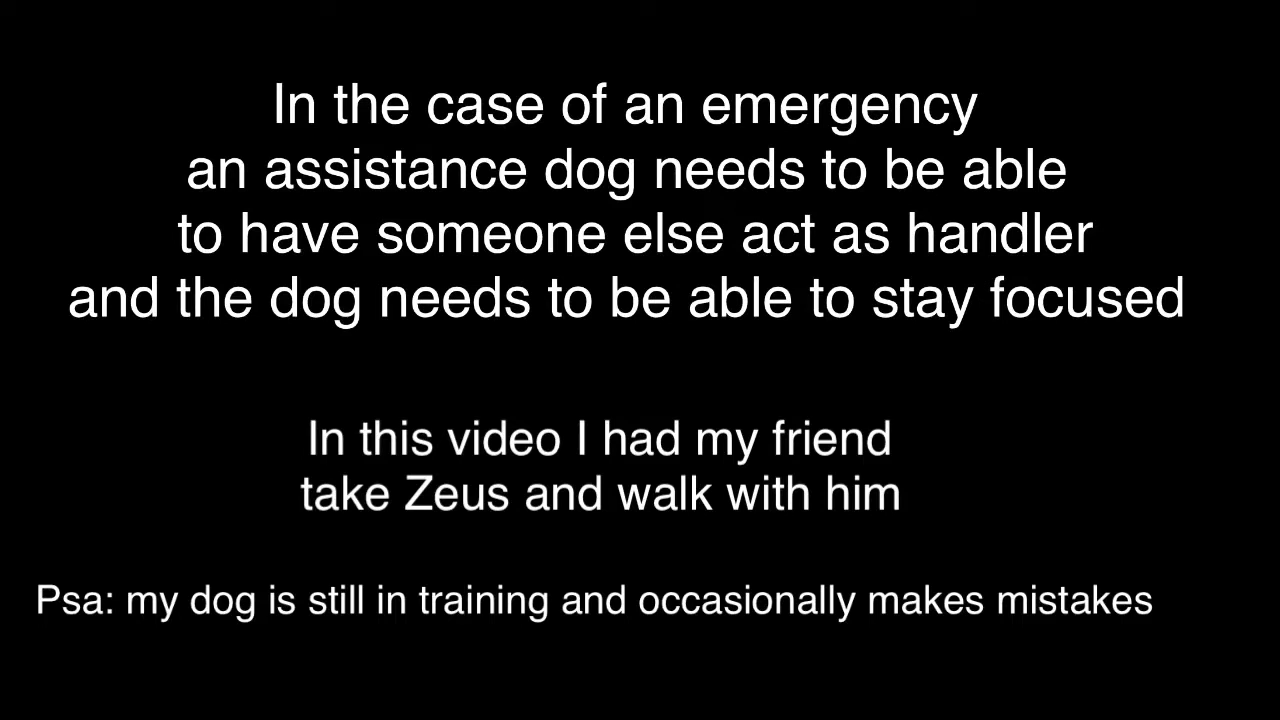 In the case of an emergency
an assistance dog needs to be able
to have someone else act as handler
and the dog needs to be able to stay focused
In this video I had my friend
take Zeus and walk with him
Psa: my dog is still in training and occasionally makes mistakes